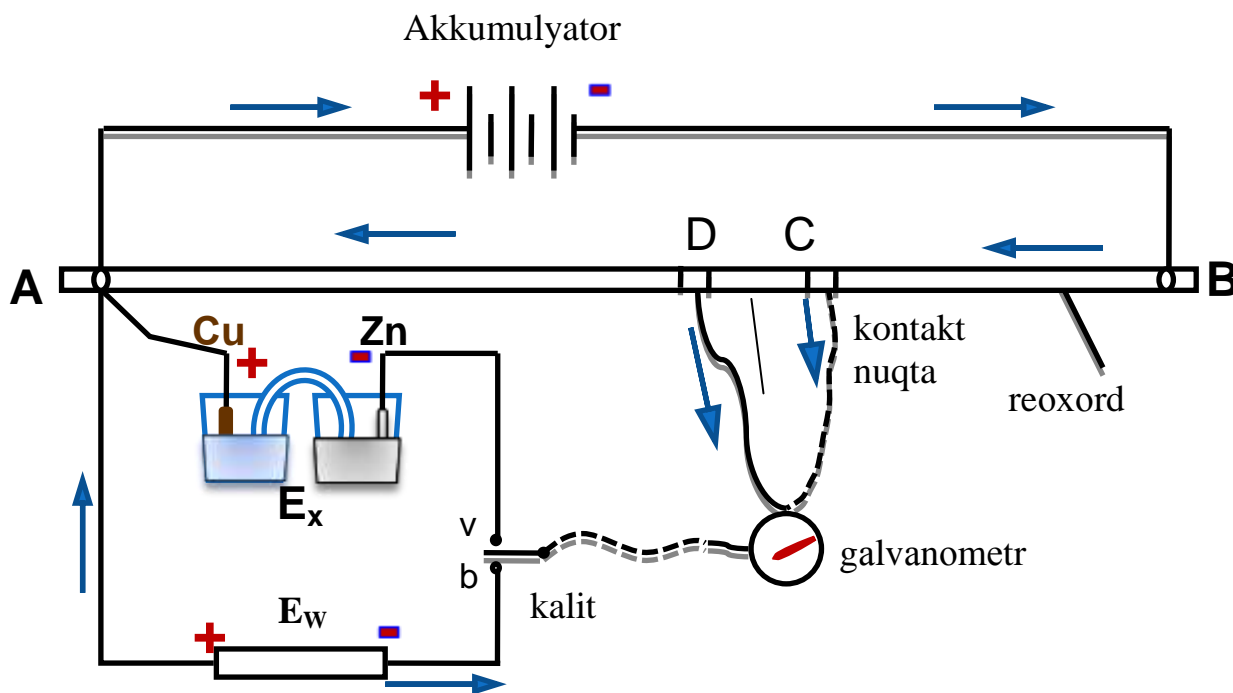 Akkumulyator
+ -
D C
A B
Cu + - Zn
kontakt
nuqta
reoxord
Ex
v
galvanometr
b
kalit
EW
+ -